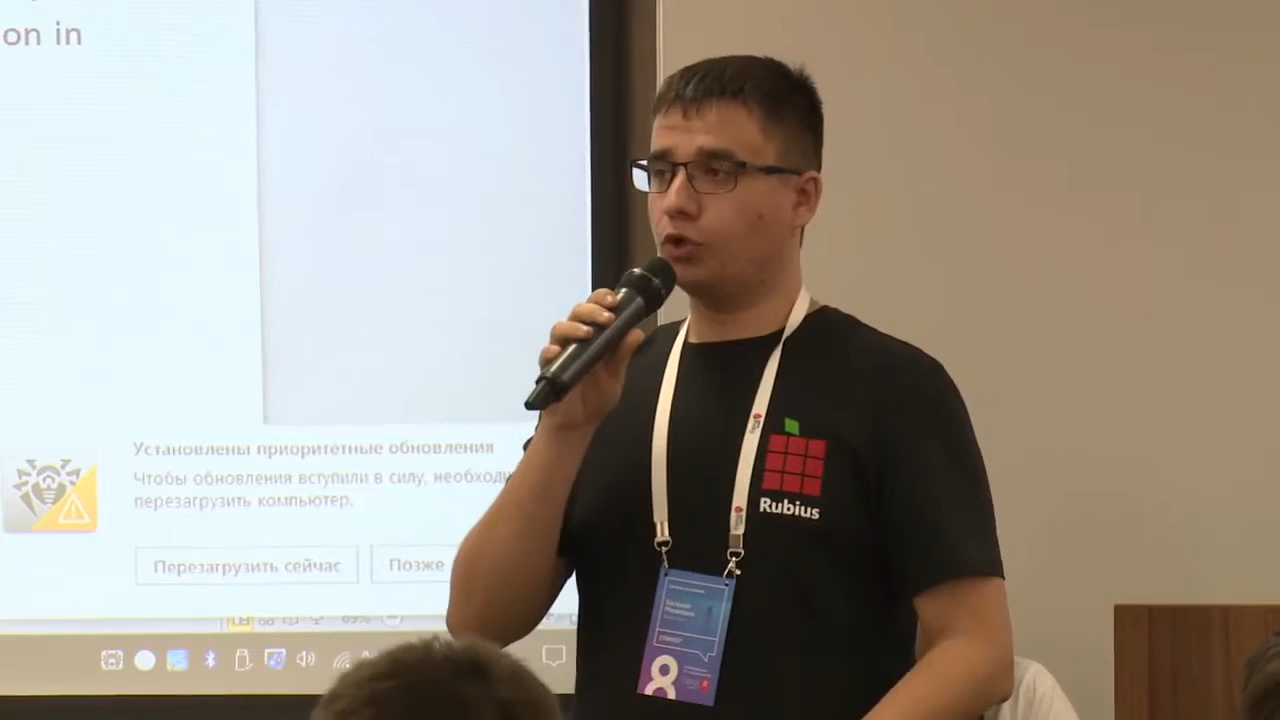 on in
Установлены приоритетные обновления
Чтобы обновления вступили в силу, необходи
перезагрузить компьютер.
Перезагрузить сейчас
Позже
Rubius
8